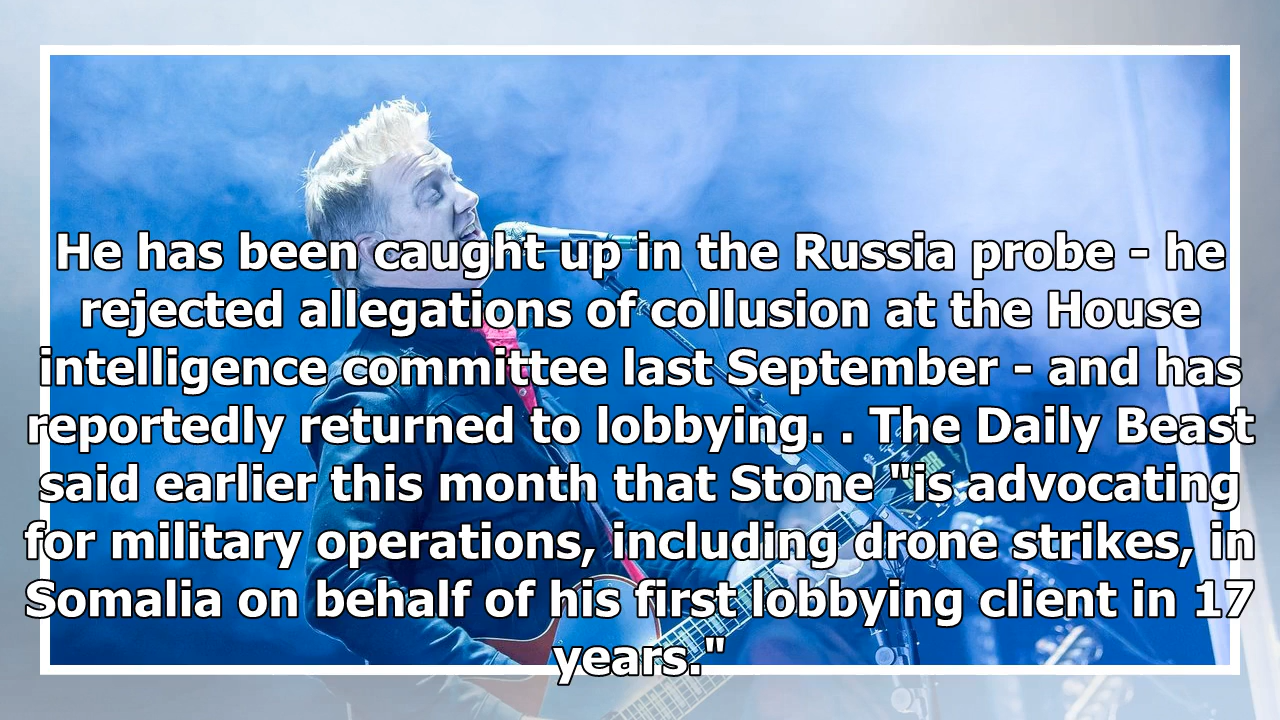 He has been caught up in the Russia probe - he
rejected allegations of collusion at the House
intelligence committee last September - and has
reportedly returned to lobbying. . The Daily Beast
said earlier this month that Stone "is advocating
for military operations, including drone strikes, in
Somalia on behalf of his first lobbying client in 17
years."